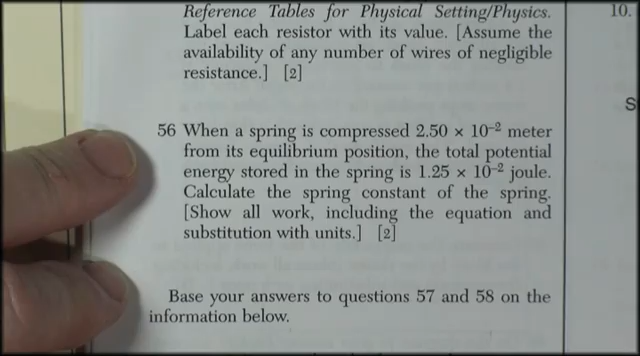 Reference Tables for Physical Setting/Physics.
Label each resistor with its value. [Assume the
availability of any number of wires of negligible
resistance.] [2]
56 When a spring is compressed 2.50 × 10⁻² meter
from its equilibrium position, the total potential
energy stored in the spring is 1.25 × 10⁻² joule.
Calculate the spring constant of the spring.
[Show all work, including the equation and
substitution with units.] [2]
Base your answers to questions 57 and 58 on the
information below.
10.
S